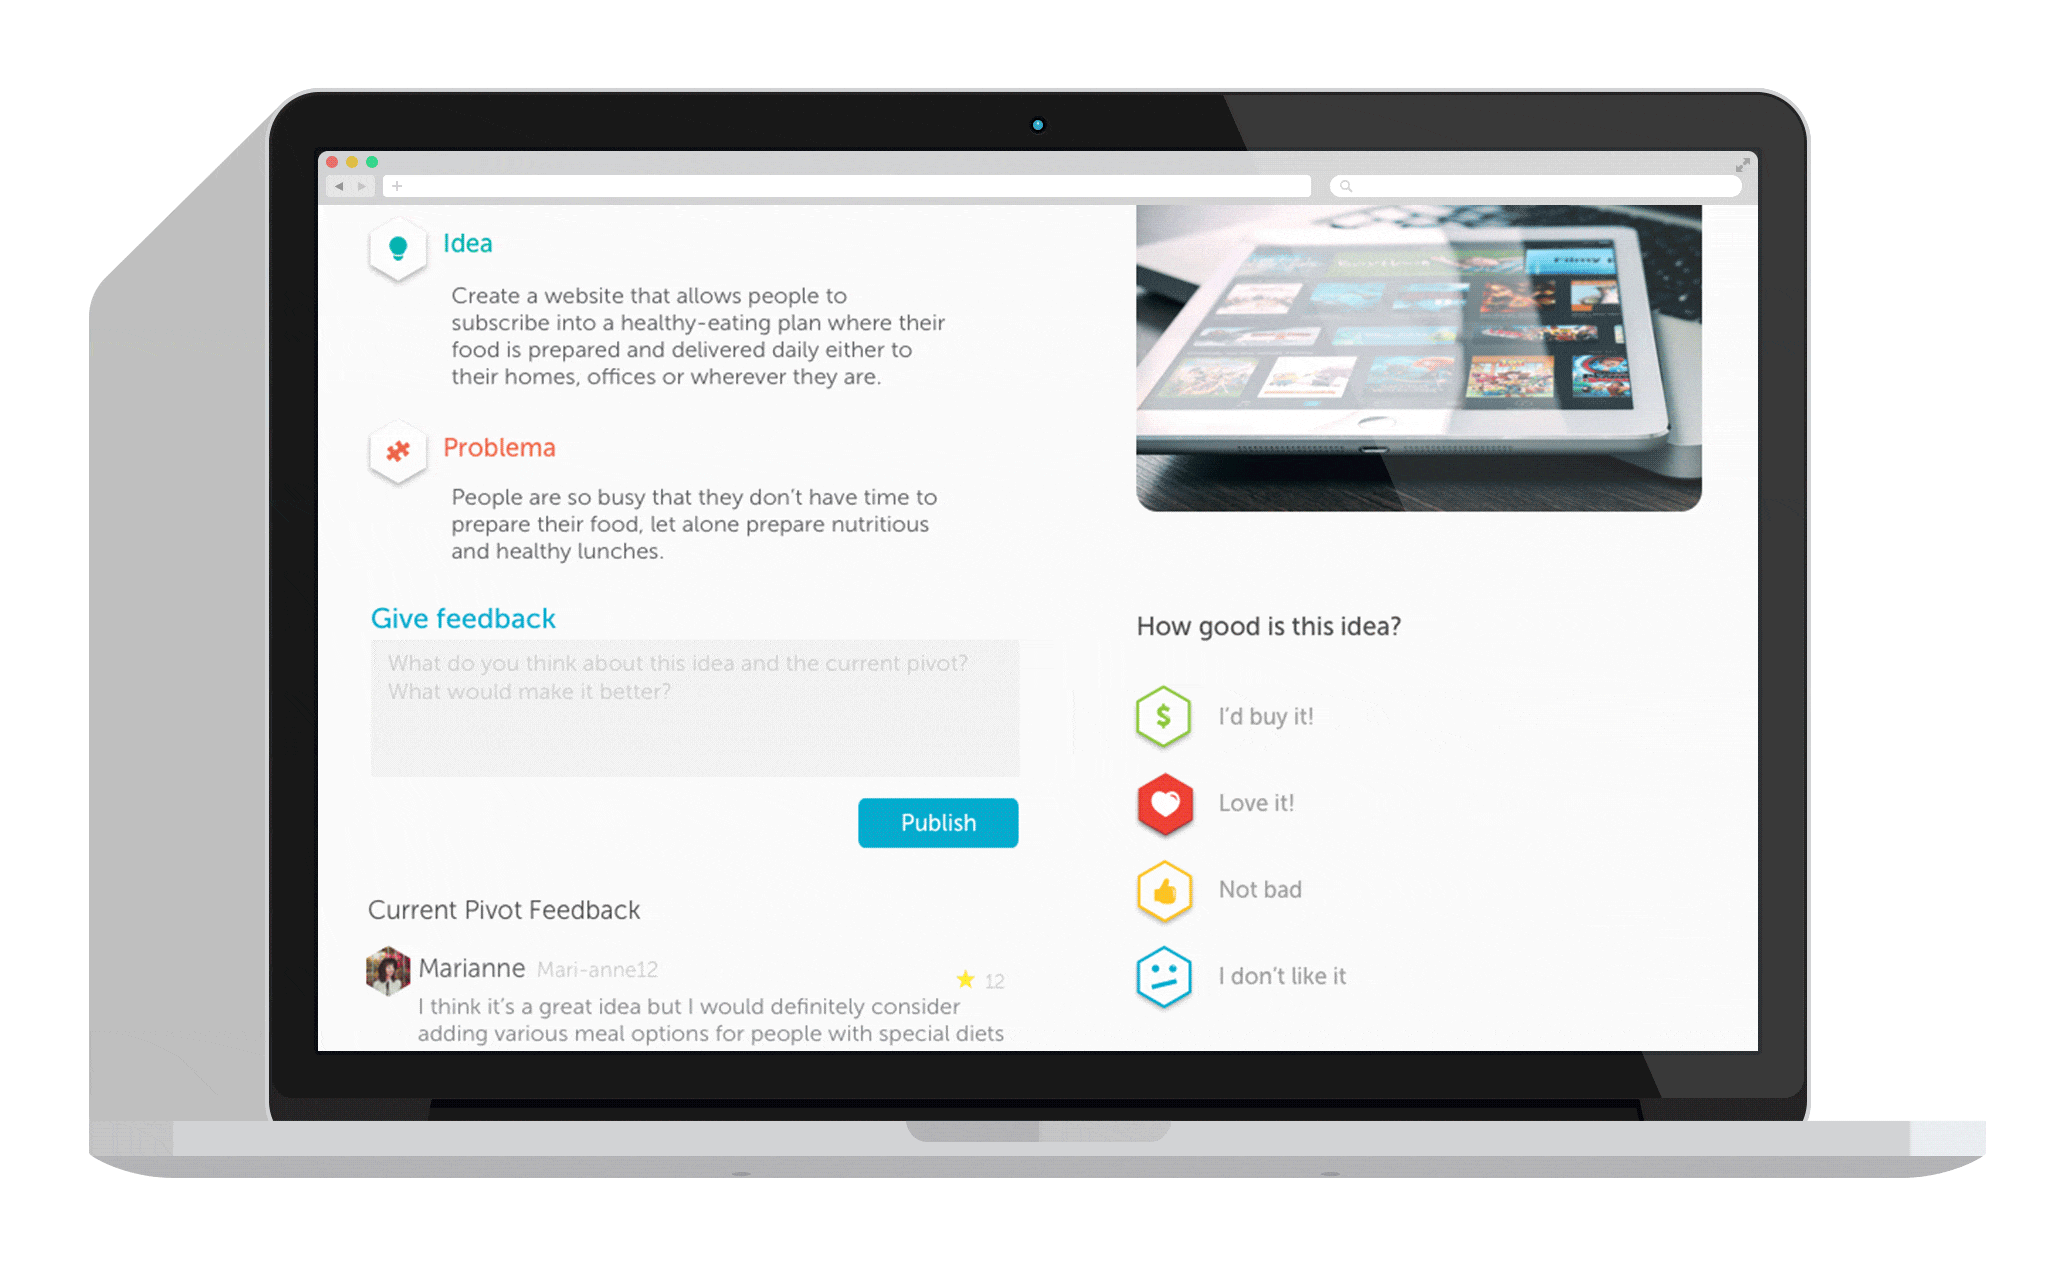 Idea
Create a website that allows people to
subscribe into a healthy-eating plan where their
food is prepared and delivered daily either to
their homes, offices or wherever they are.
Problema
People are so busy that they don't have time to
prepare their food, let alone prepare nutritious
and healthy lunches.
Give feedback
What do you think about this idea and the current pivot?
What would make it better?
Publish
Current Pivot Feedback
Marianne Mari-anne12
12
I think it's a great idea but I would definitely consider
adding various meal options for people with special diets
How good is this idea?
$
I'd buy it!
Love it!
Not bad
I don't like it